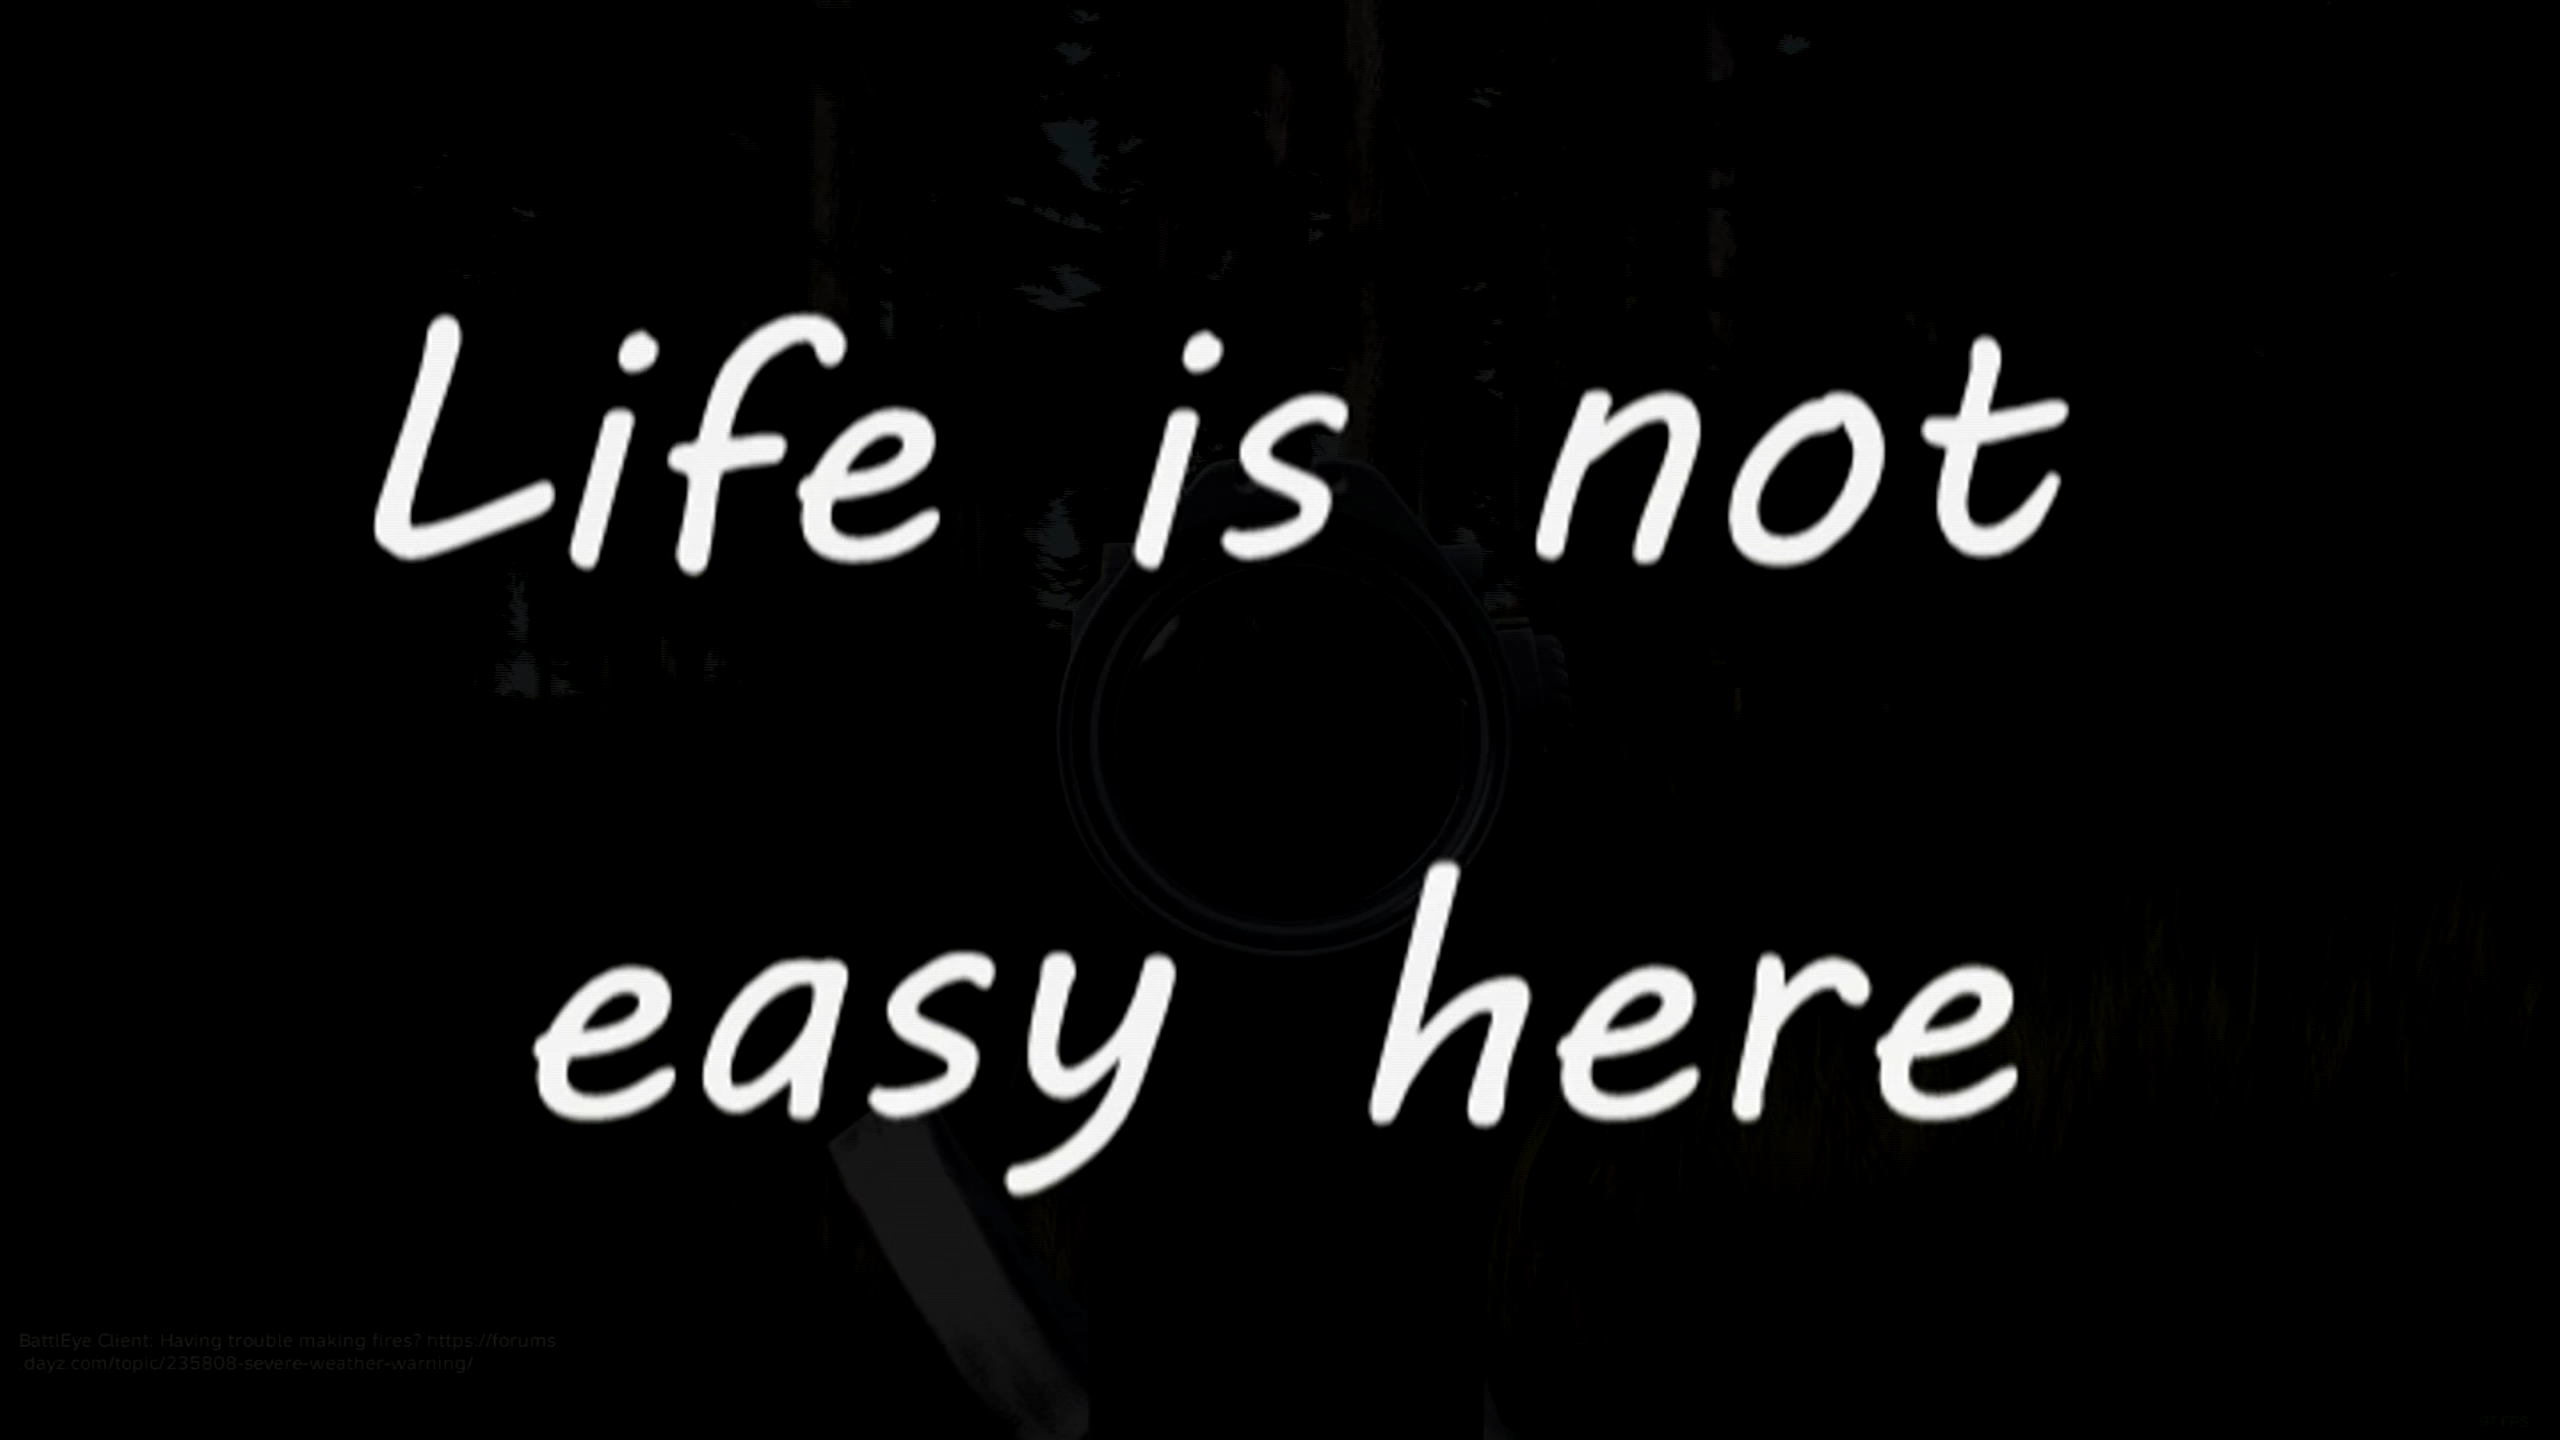 Life is not
easy here
BattlEye Client: Having trouble making fires? https://forums
dayz.com/topic/235808-severe-weather-warning/